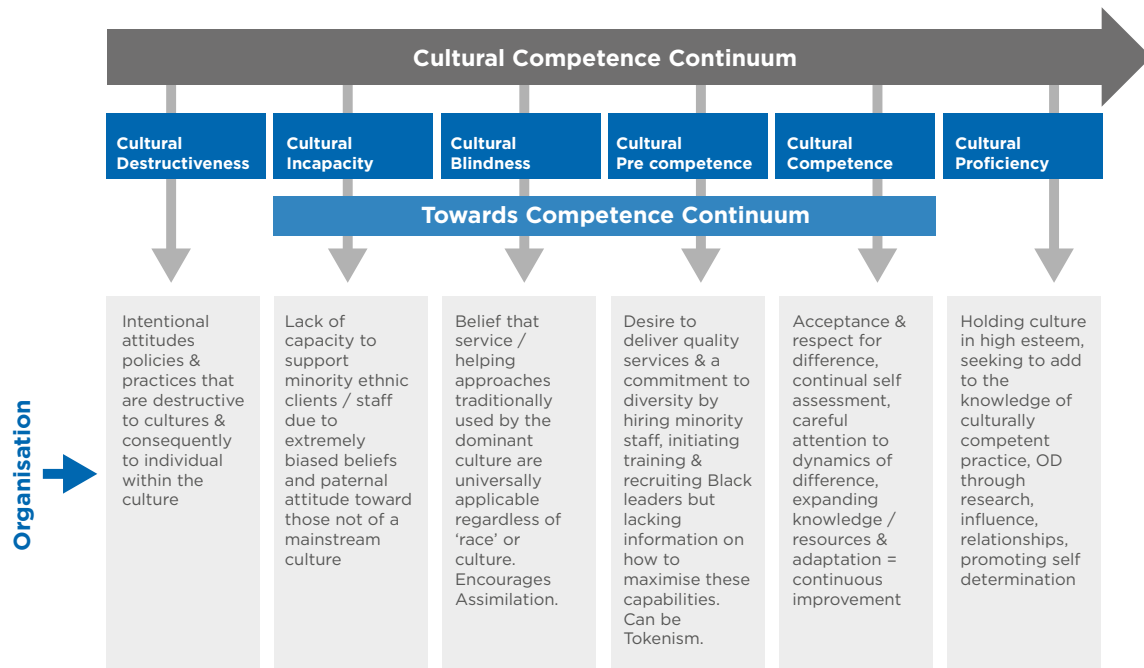 Cultural Competence Continuum
Cultural
Destructiveness
Cultural
Incapacity
Cultural
Blindness
Cultural
Pre competence
Cultural
Competence
Cultural
Proficiency
Towards Competence Continuum
Organisation
Intentional
attitudes
policies &
practices that
are destructive
to cultures &
consequently
to individual
within the
culture
Lack of
capacity to
support
minority ethnic
clients / staff
due to
extremely
biased beliefs
and paternal
attitude toward
those not of a
mainstream
culture
Belief that
service /
helping
approaches
traditionally
used by the
dominant
culture are
universally
applicable
regardless of
‘race’ or
culture.
Encourages
Assimilation.
Desire to
deliver quality
services & a
commitment to
diversity by
hiring minority
staff, initiating
training &
recruiting Black
leaders but
lacking
information on
how to
maximise these
capabilities.
Can be
Tokenism.
Acceptance &
respect for
difference,
continual self
assessment,
careful
attention to
dynamics of
difference,
expanding
knowledge /
resources &
adaptation =
continuous
improvement
Holding culture
in high esteem,
seeking to add
to the
knowledge of
culturally
competent
practice, OD
through
research,
influence,
relationships,
promoting self
determination